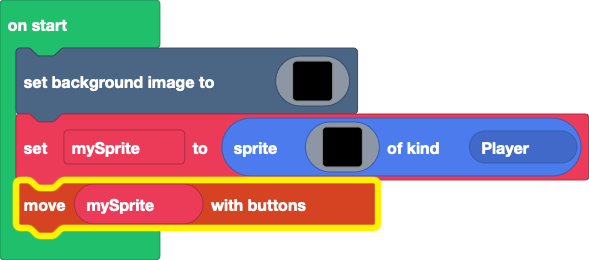 on start
set background image to
set mySprite to sprite of kind Player
move mySprite with buttons